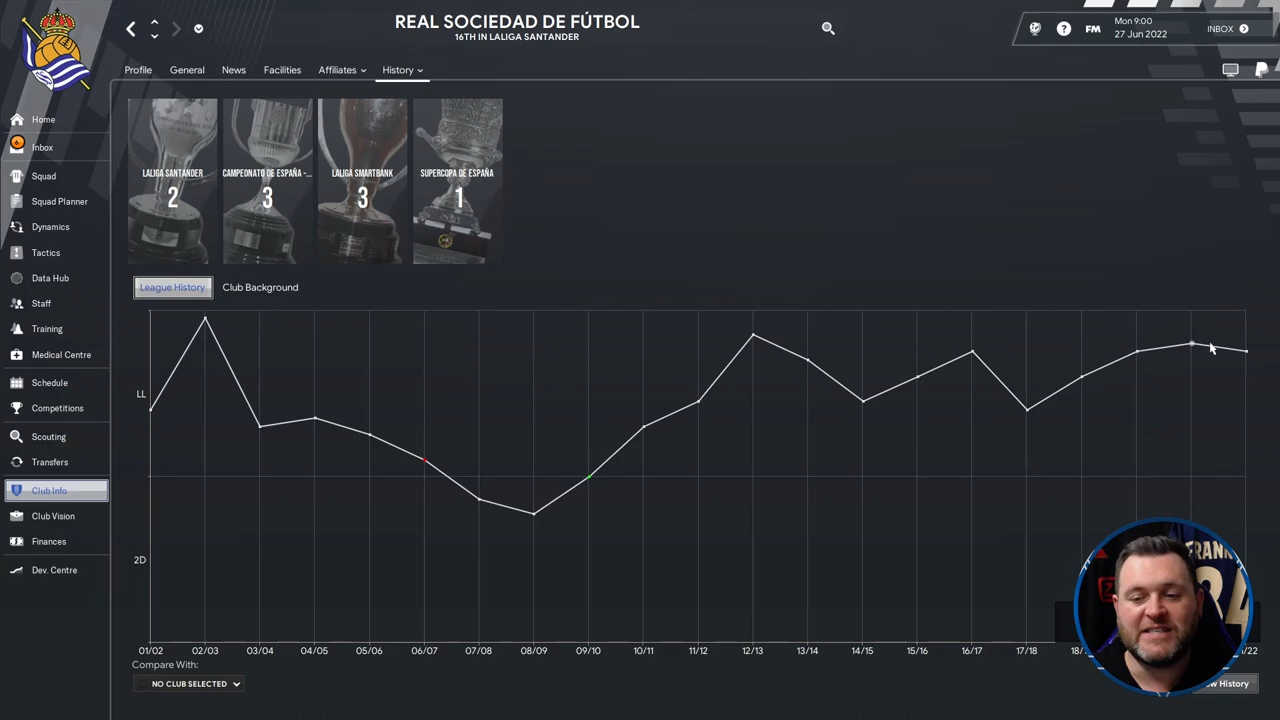 REAL SOCIEDAD DE FÚTBOL
16TH IN LALIGA SANTANDER
FM
Mon 9:00
27 Jun 2022
INBOX
Profile
General
News
Facilities
Affiliates
History
Home
6
Inbox
Squad
Squad Planner
Dynamics
Tactics
Data Hub
Staff
Training
Medical Centre
Schedule
Competitions
Scouting
Transfers
Club Info
Club Vision
Finances
Dev. Centre
LALIGA SANTANDER
2
CAMPEONATO DE ESPAÑA -...
3
LALIGA SMARTBANK
3
SUPERCOPA DE ESPAÑA
1
League History
Club Background
LL
2D
01/02 02/03 03/04 04/05 05/06 06/07 07/08 08/09 09/10 10/11 11/12 12/13 13/14 14/15 15/16 16/17 17/18 18/ /22
Compare With:
NO CLUB SELECTED
History
FRANK